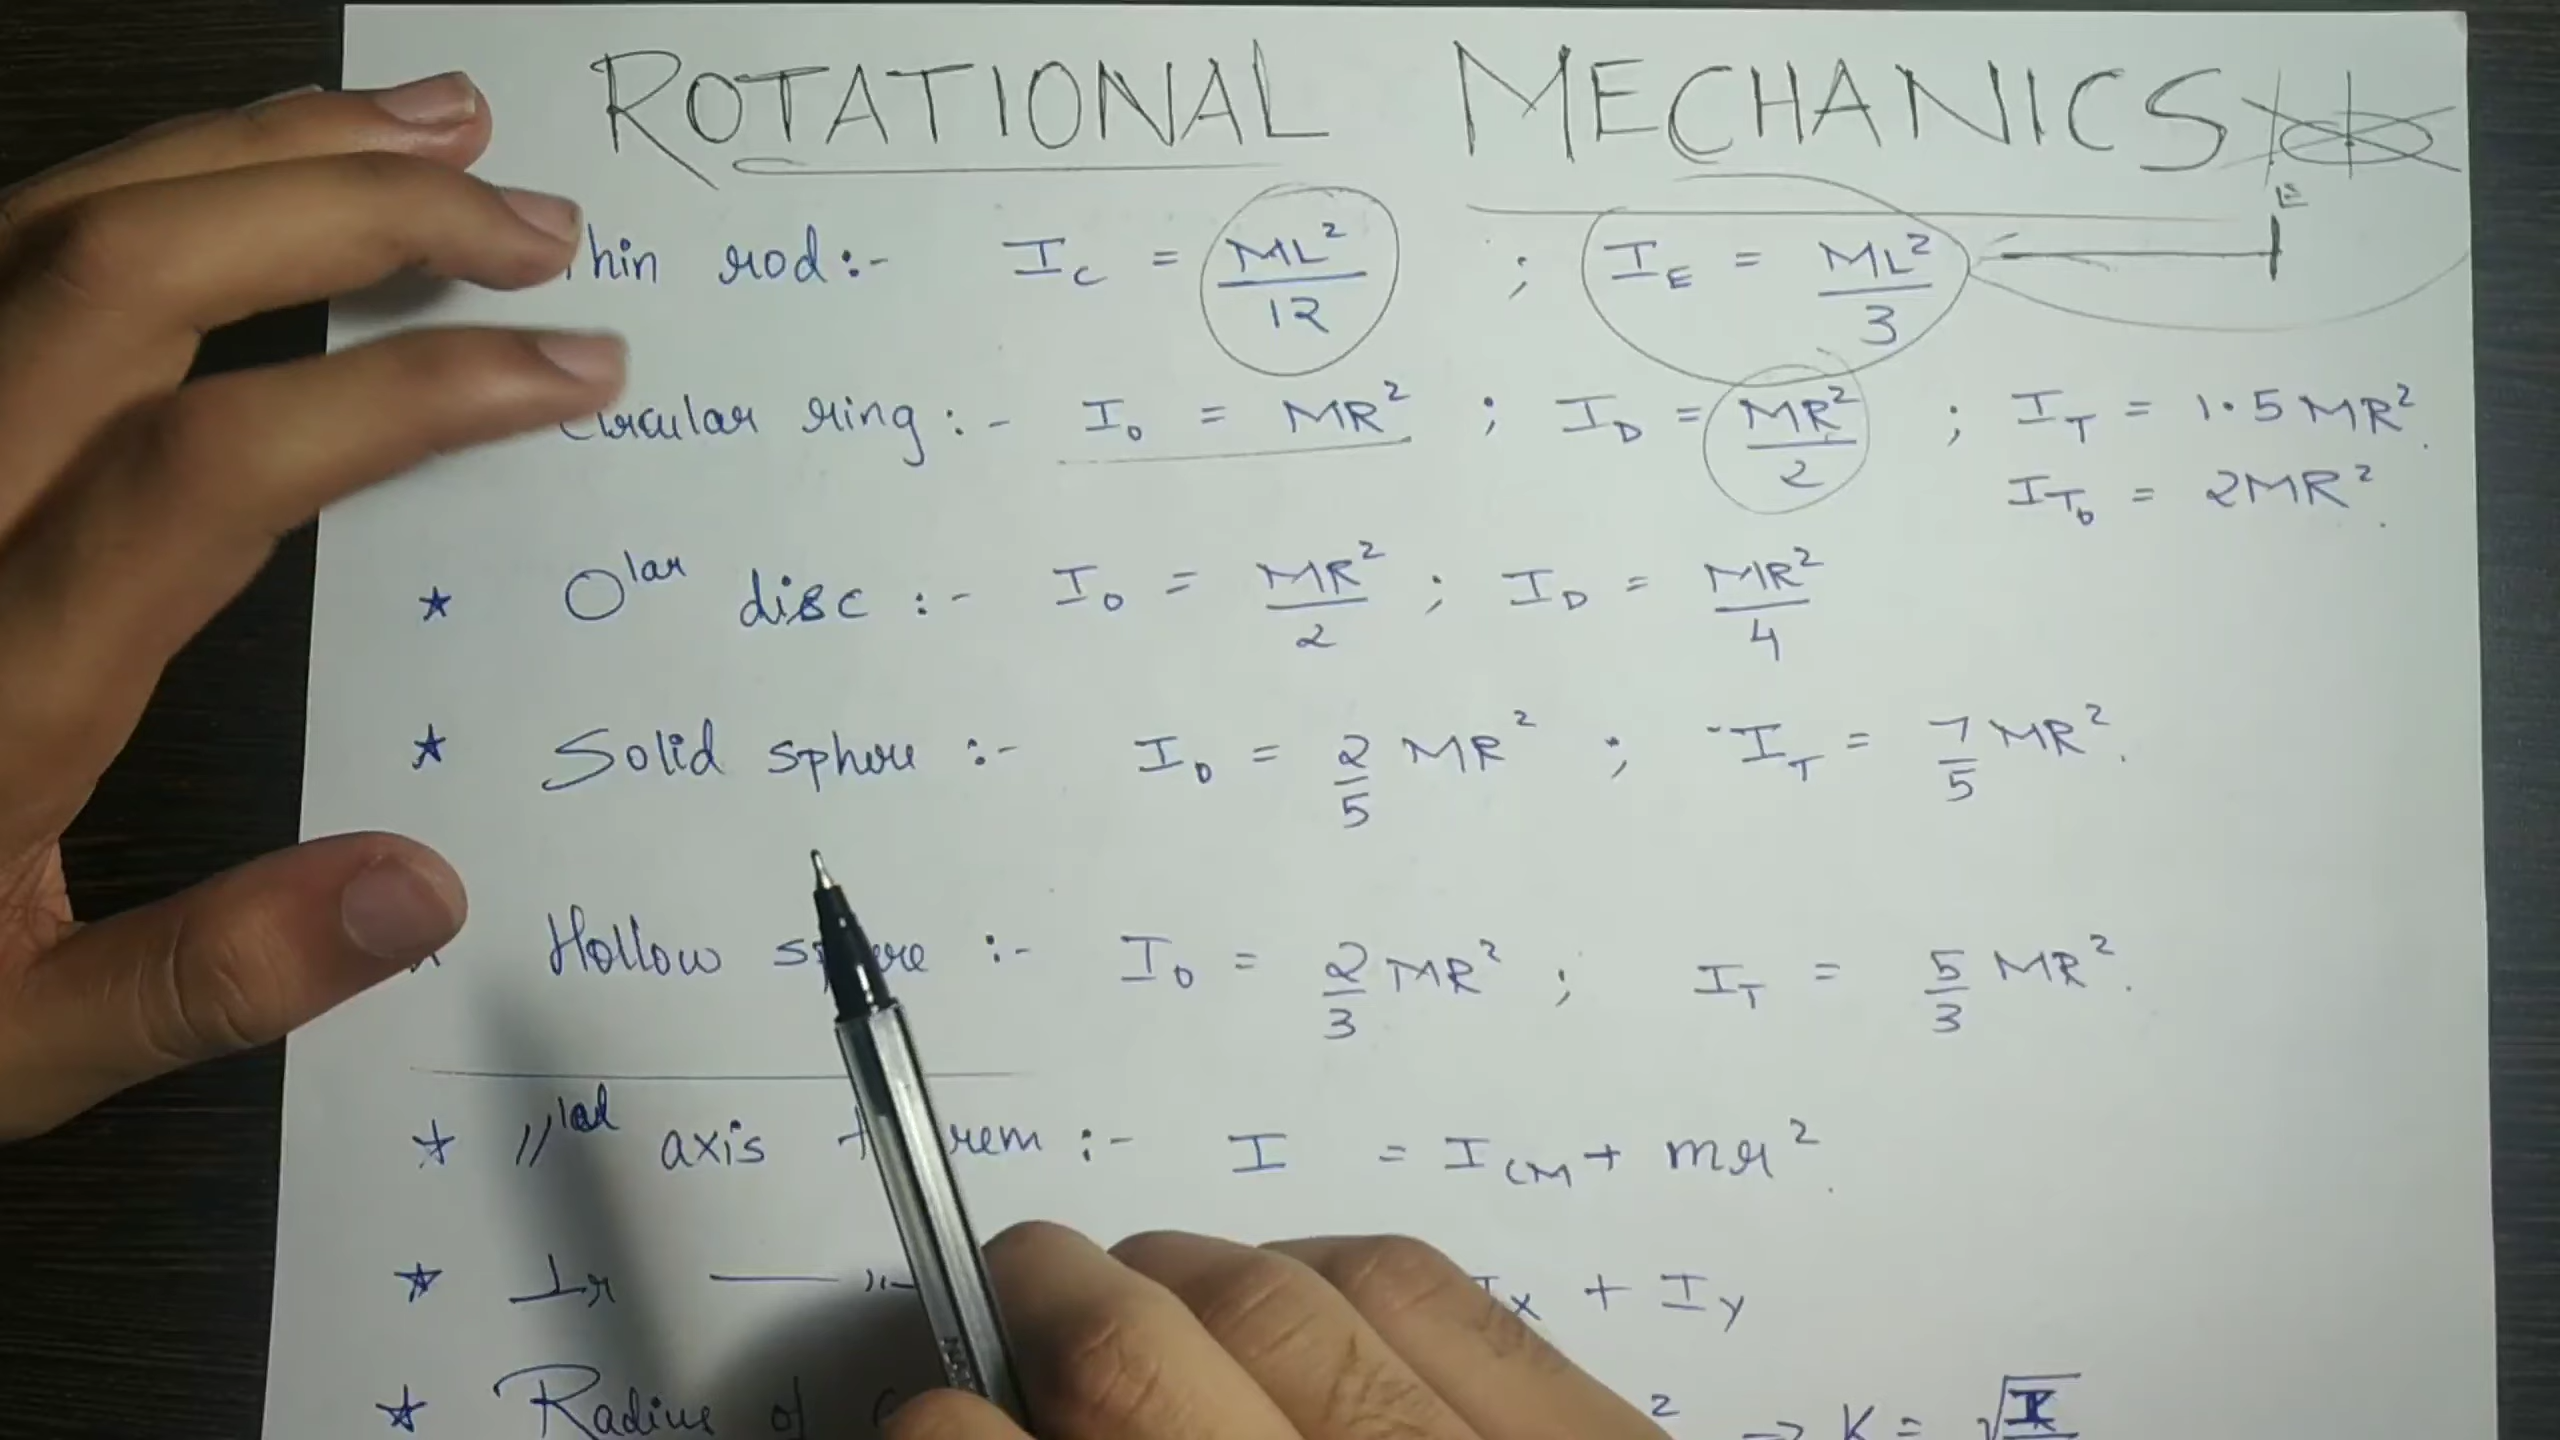 ROTATIONAL MECHANICS
hin rod :- I_C = ML²/12 ; I_E = ML²/3 E
Circular ring :- I_0 = MR² ; I_D = MR²/2 ; I_T = 1.5 MR².
I_T0 = 2MR².
★ O^lar disc :- I_0 = MR²/2 ; I_D = MR²/4
★ Solid sphere :- I_0 = 2/5 MR² ; I_T = 7/5 MR².
Hollow sphere :- I_0 = 2/3 MR² ; I_T = 5/3 MR².
★ //^lel axis rem :- I = I_CM + mr².
★ ⊥r — 〃 — I_x + I_y
★ Radius of ² → K = √I